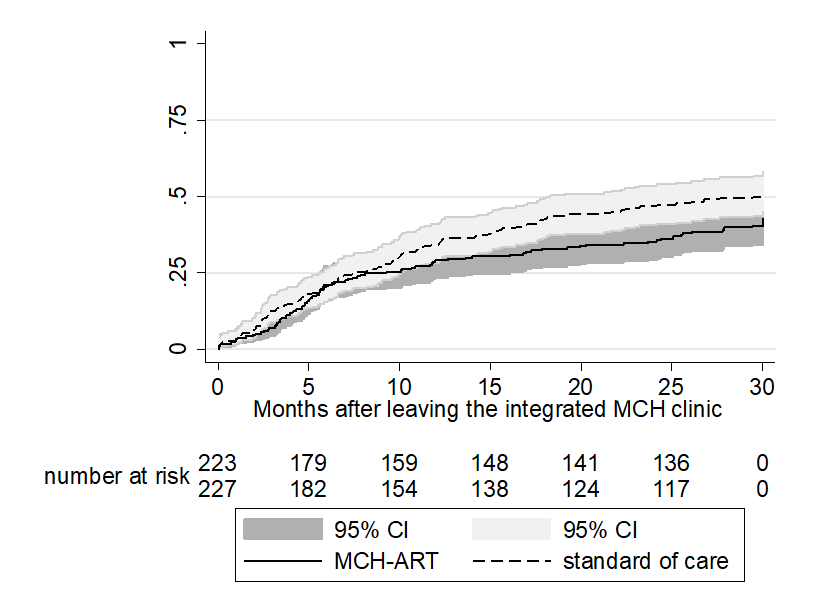 1
.75
.5
.25
0
0 5 10 15 20 25 30
Months after leaving the integrated MCH clinic
number at risk
223 179 159 148 141 136 0
227 182 154 138 124 117 0
95% CI 95% CI
MCH-ART standard of care